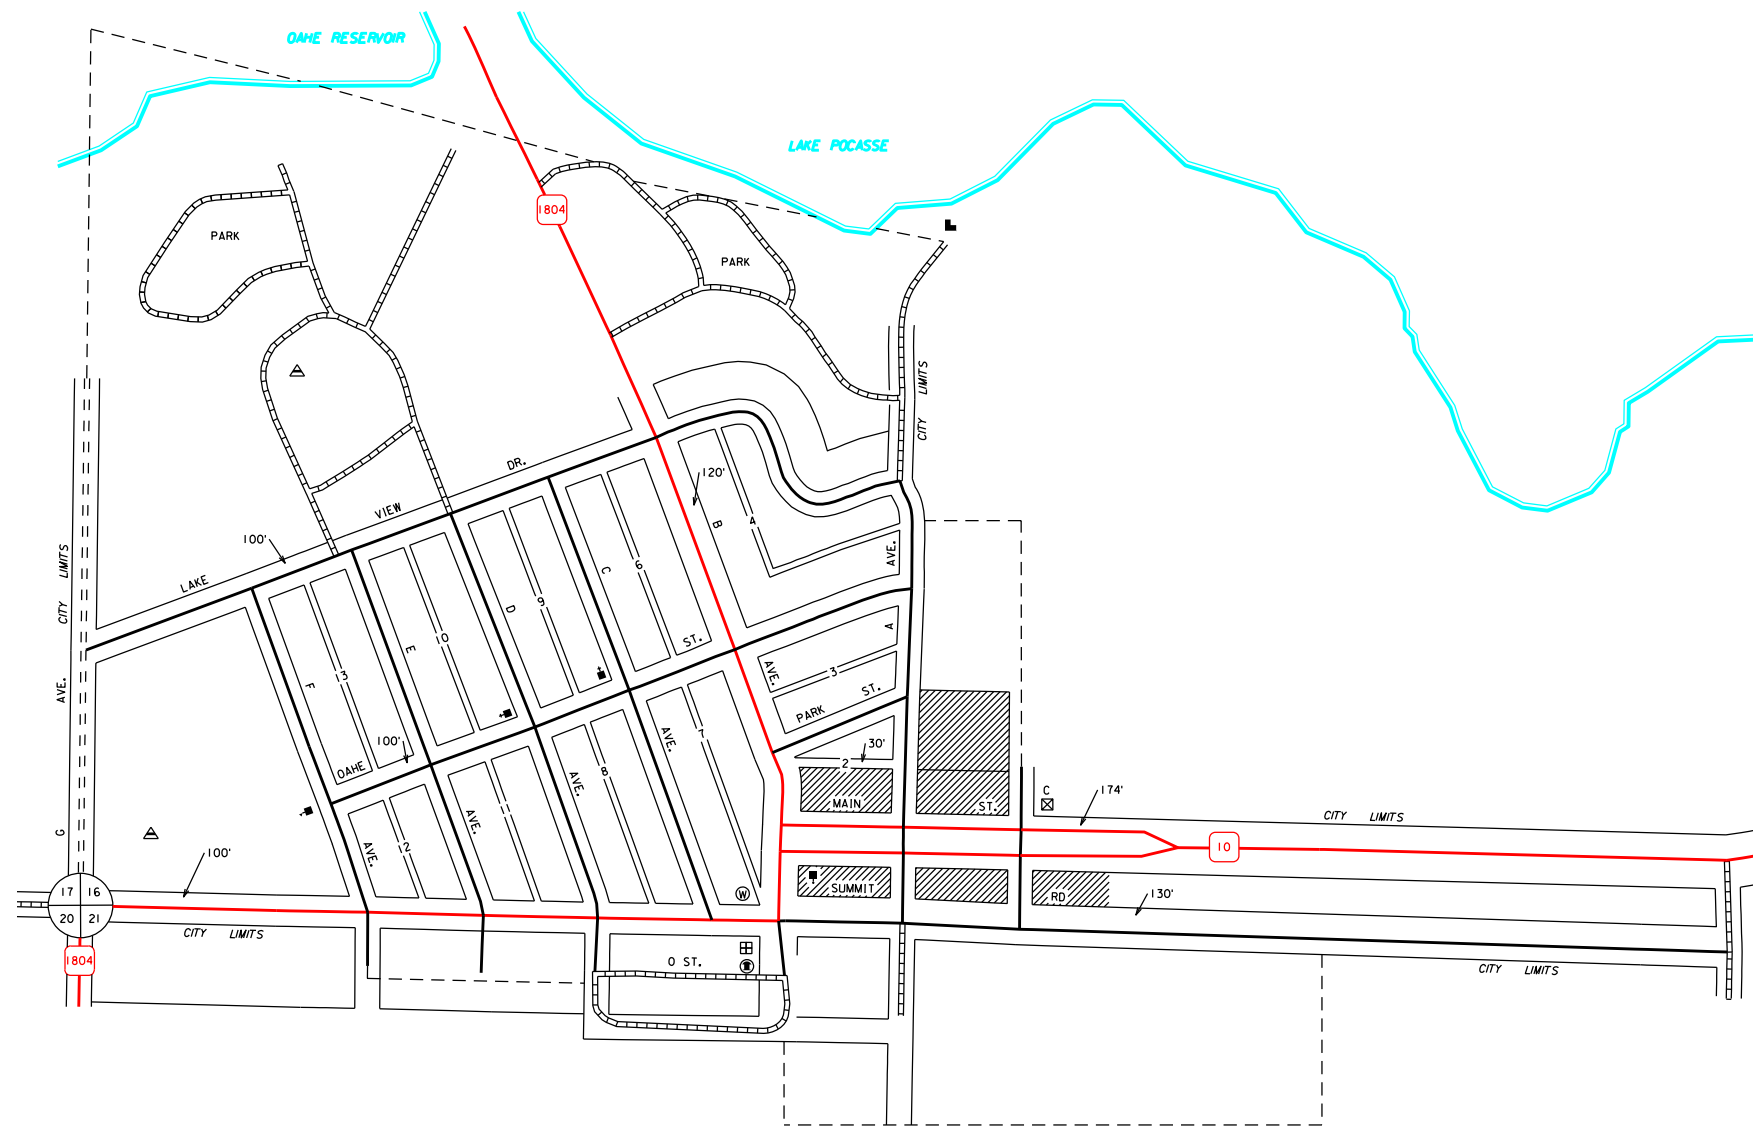 OAHE RESERVOIR
LAKE POCASSE
1804
PARK
PARK
CITY LIMITS
DR.
VIEW
LAKE
100'
120'
B
4
AVE.
C
6
D
9
E
10
F
13
ST.
A
3
AVE.
PARK ST.
CITY LIMITS
AVE.
G
OAHE
100'
AVE.
7
AVE.
8
AVE.
11
AVE.
12
30'
2
MAIN ST.
C
174'
CITY LIMITS
10
100'
17 16
20 21
1804
CITY LIMITS
W
SUMMIT RD
130'
O ST.
CITY LIMITS